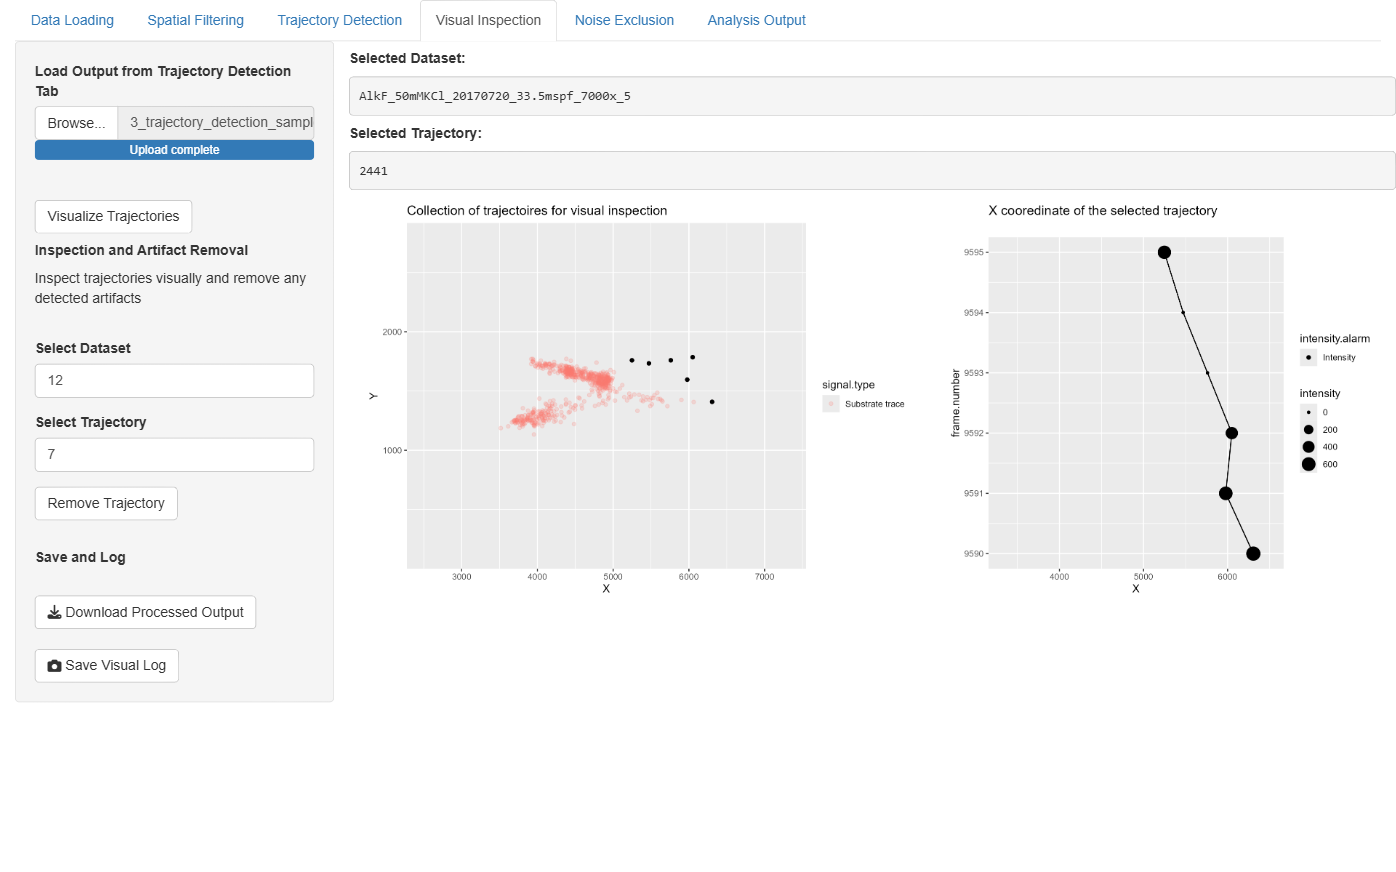 Data Loading
Spatial Filtering
Trajectory Detection
Visual Inspection
Noise Exclusion
Analysis Output
Load Output from Trajectory Detection
Tab
Browse...
3_trajectory_detection_sampl
Upload complete
Visualize Trajectories
Inspection and Artifact Removal
Inspect trajectories visually and remove any
detected artifacts
Select Dataset
12
Select Trajectory
7
Remove Trajectory
Save and Log
Download Processed Output
Save Visual Log
Selected Dataset:
AlkF_50mMKCl_20170720_33.5mspf_7000x_5
Selected Trajectory:
2441
Collection of trajectoires for visual inspection
2000
1000
Y
3000 4000 5000 6000 7000
X
signal.type
Substrate trace
X cooredinate of the selected trajectory
9595
9594
9593
9592
9591
9590
frame.number
4000 5000 6000
X
intensity.alarm
Intensity
intensity
0
200
400
600